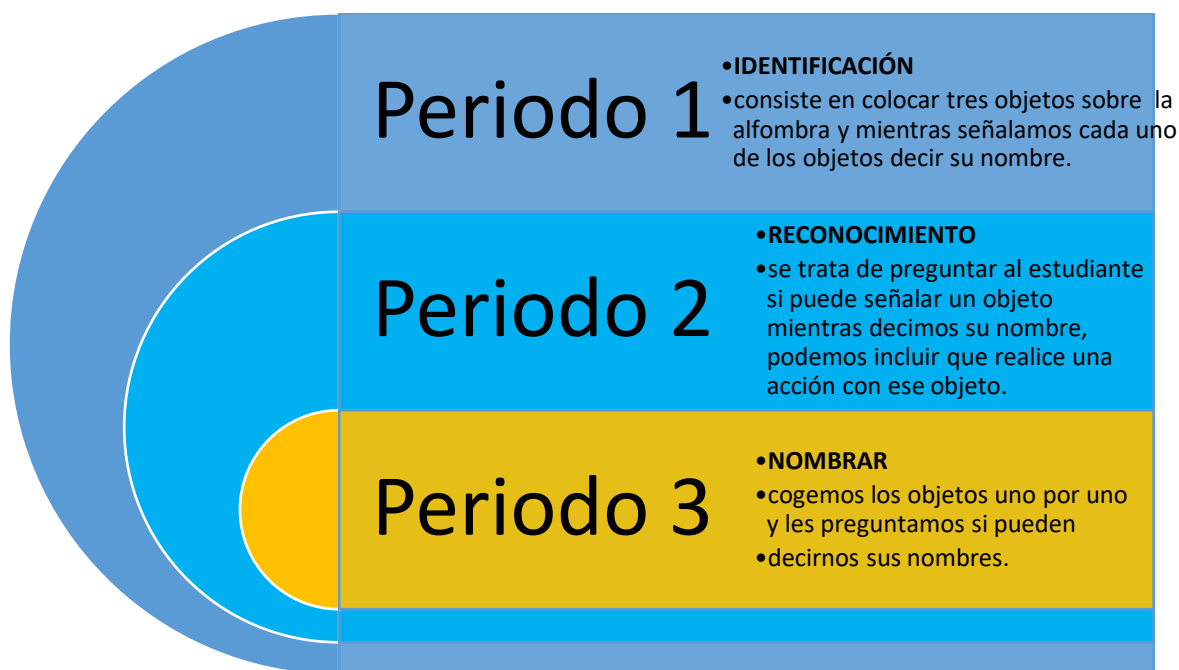 Periodo 1
•IDENTIFICACIÓN
•consiste en colocar tres objetos sobre la
alfombra y mientras señalamos cada uno
de los objetos decir su nombre.
Periodo 2
•RECONOCIMIENTO
•se trata de preguntar al estudiante
si puede señalar un objeto
mientras decimos su nombre,
podemos incluir que realice una
acción con ese objeto.
Periodo 3
•NOMBRAR
•cogemos los objetos uno por uno
y les preguntamos si pueden
•decirnos sus nombres.